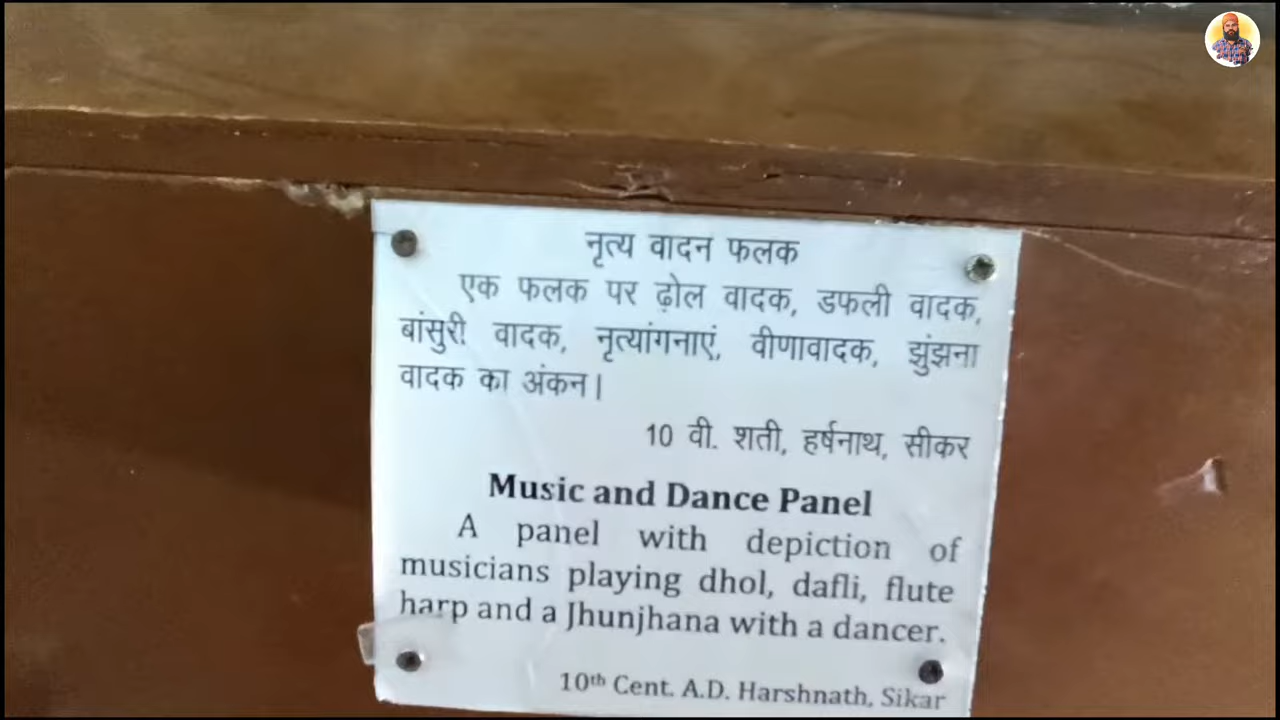 नृत्य वादन फलक
एक फलक पर ढ़ोल वादक, डफली वादक,
बांसुरी वादक, नृत्यांगनाएं, वीणावादक, झुंझना
वादक का अंकन।
10 वी. शती, हर्षनाथ, सीकर
Music and Dance Panel
A panel with depiction of
musicians playing dhol, dafli, flute
harp and a Jhunjhana with a dancer.
10th Cent. A.D. Harshnath, Sikar